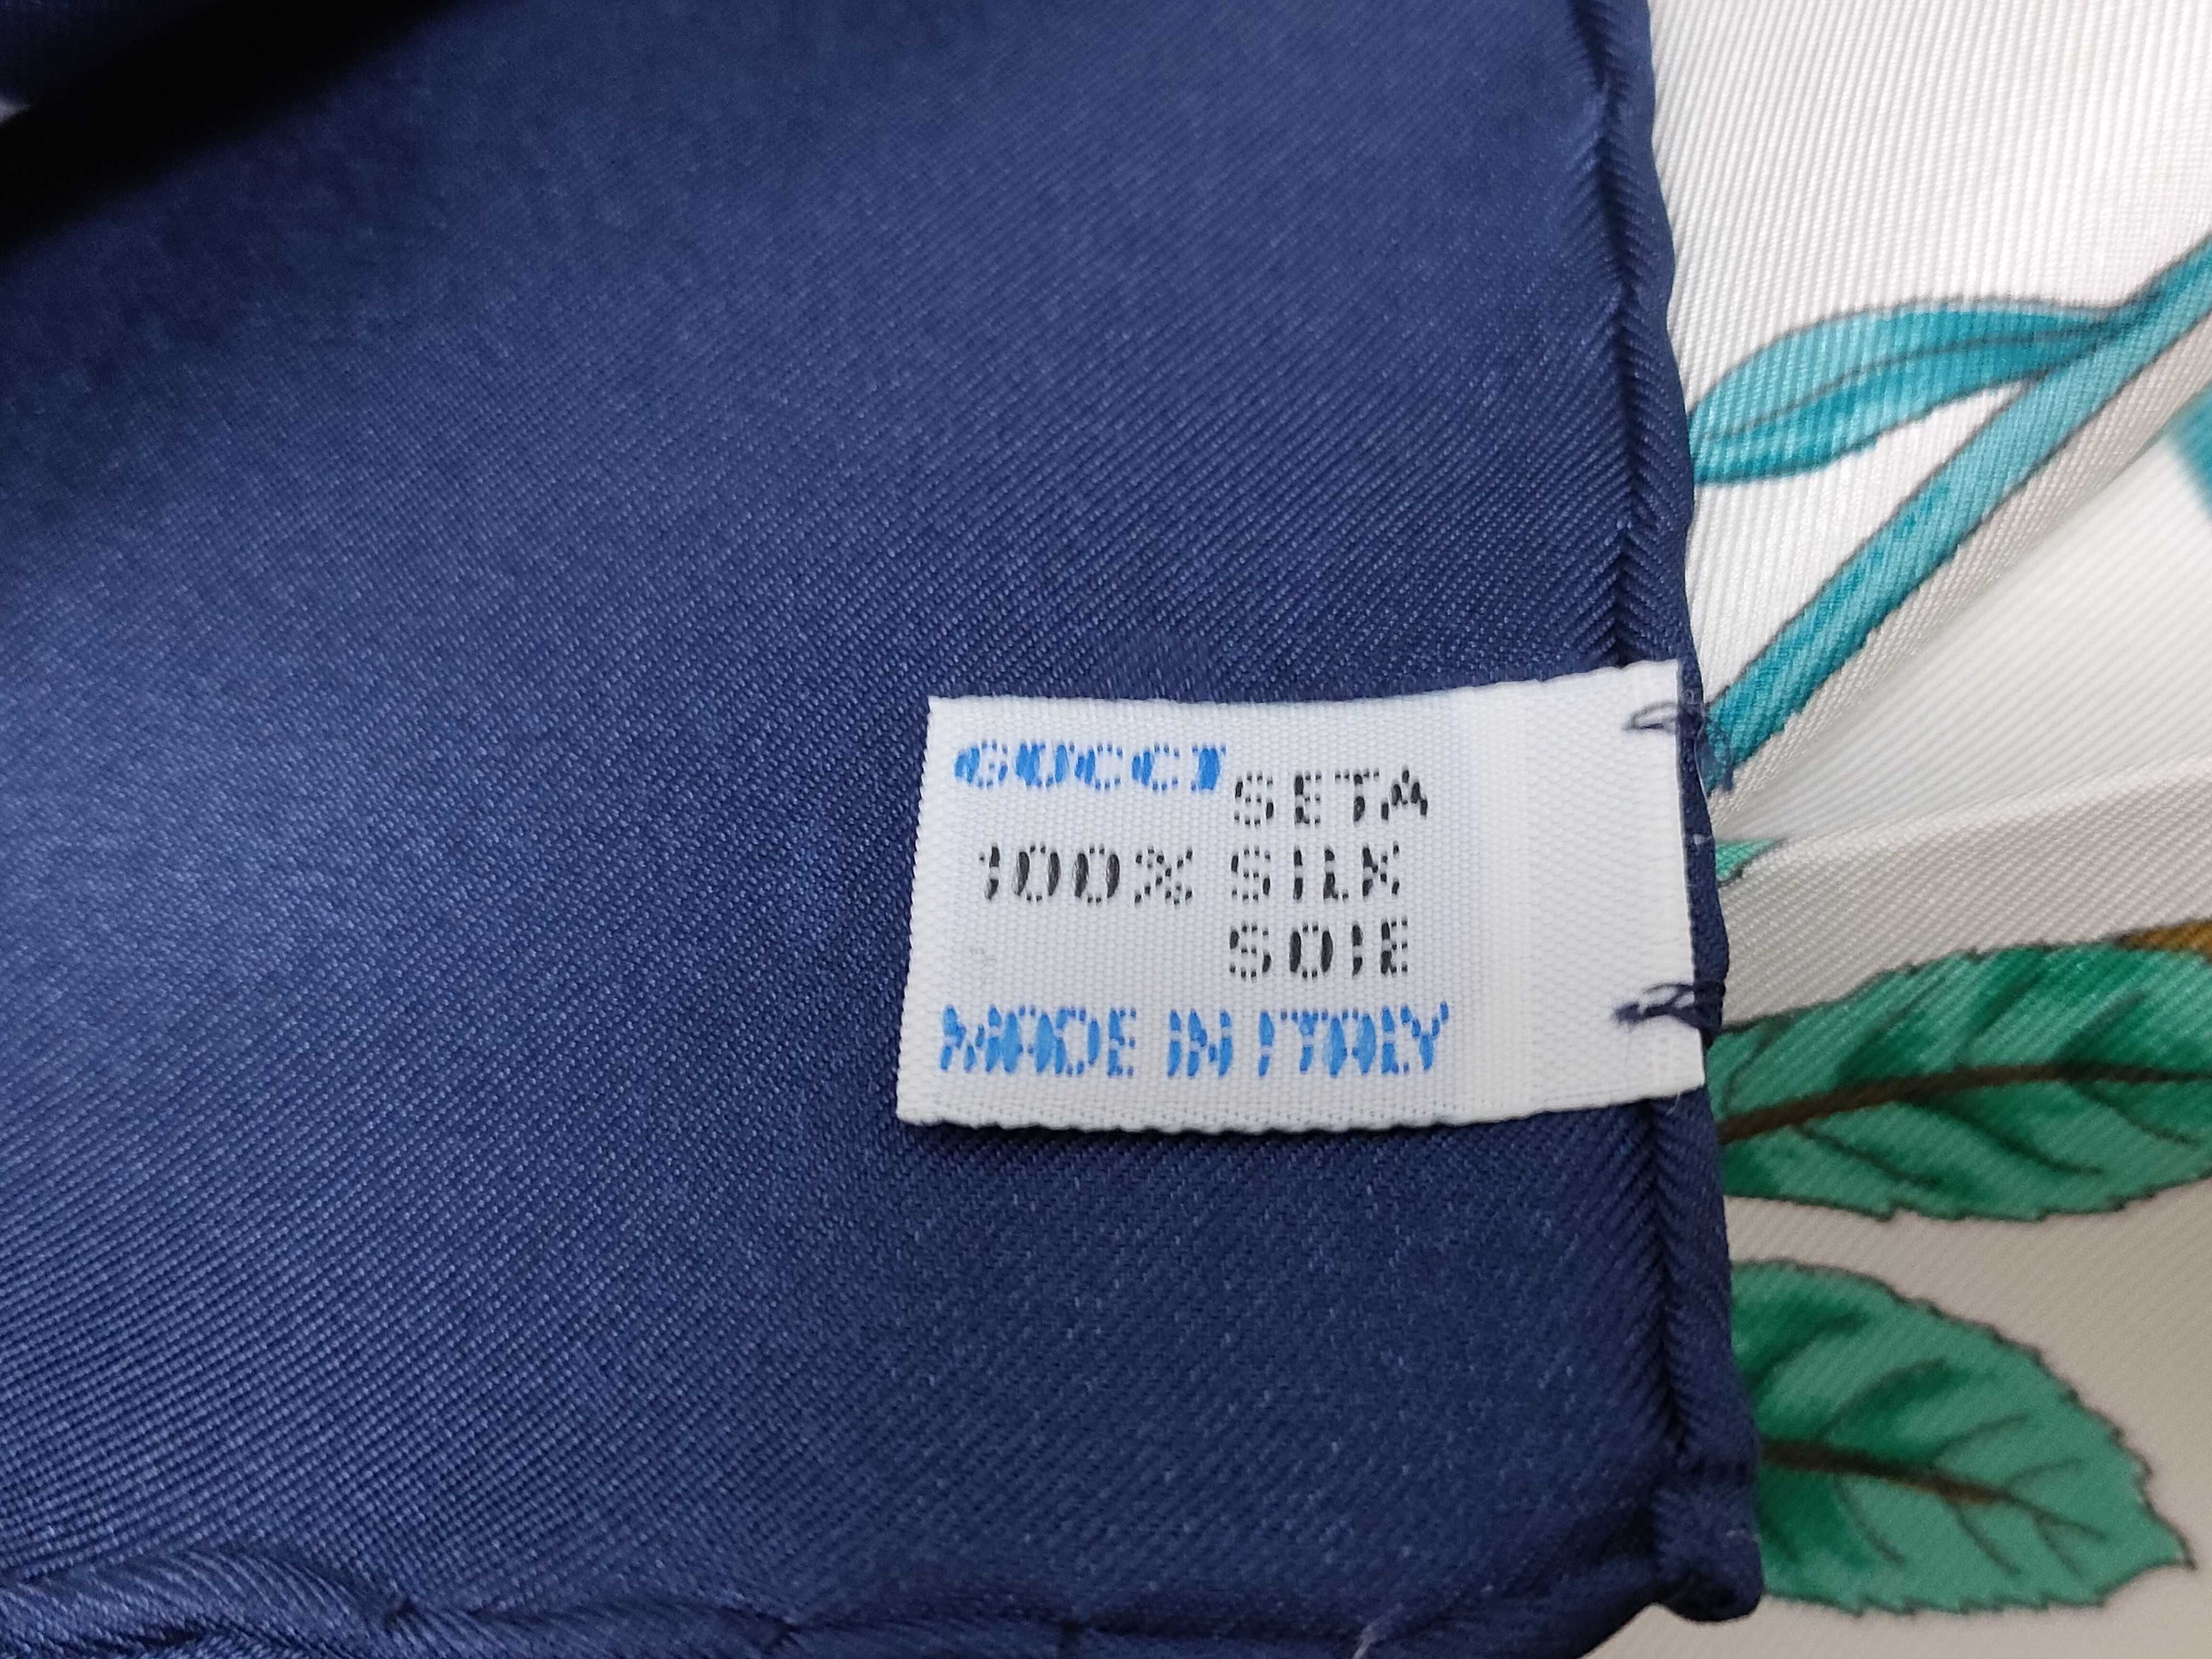 GUCCI SETA
100% SILK
SOIE
MADE IN ITALY